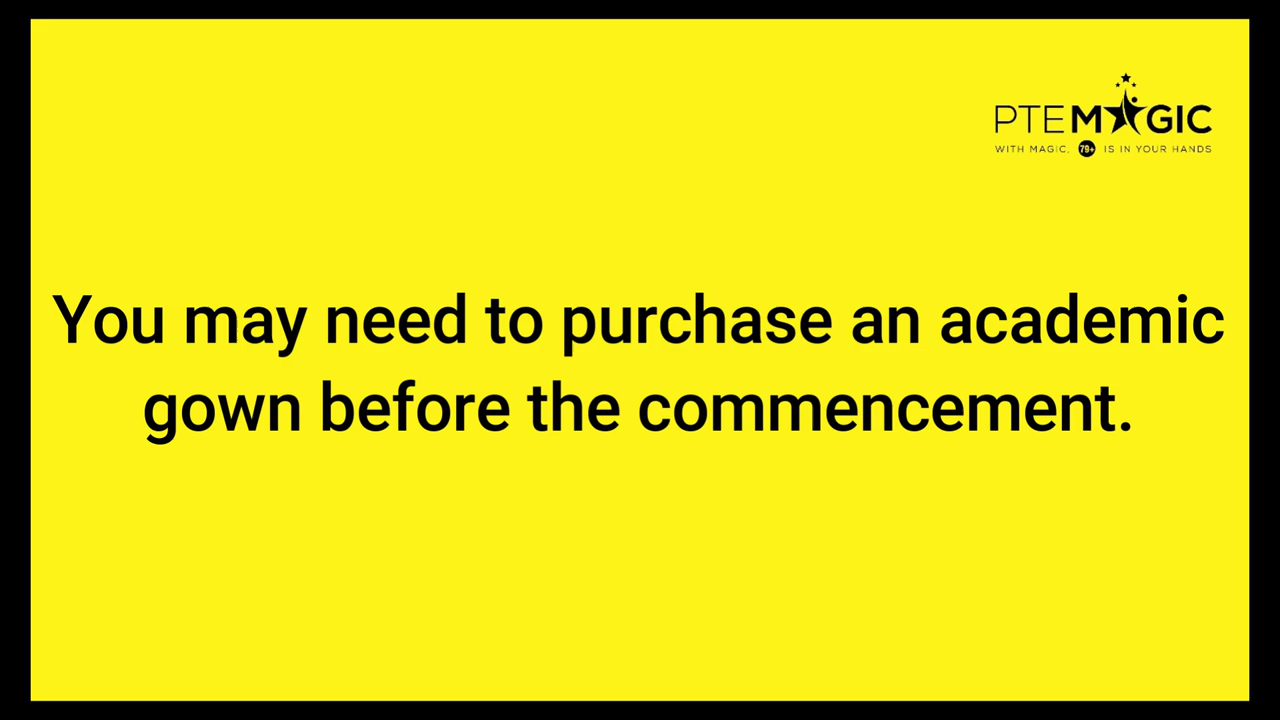 PTEMAGIC
WITH MAGIC, 79+ IS IN YOUR HANDS
You may need to purchase an academic
gown before the commencement.